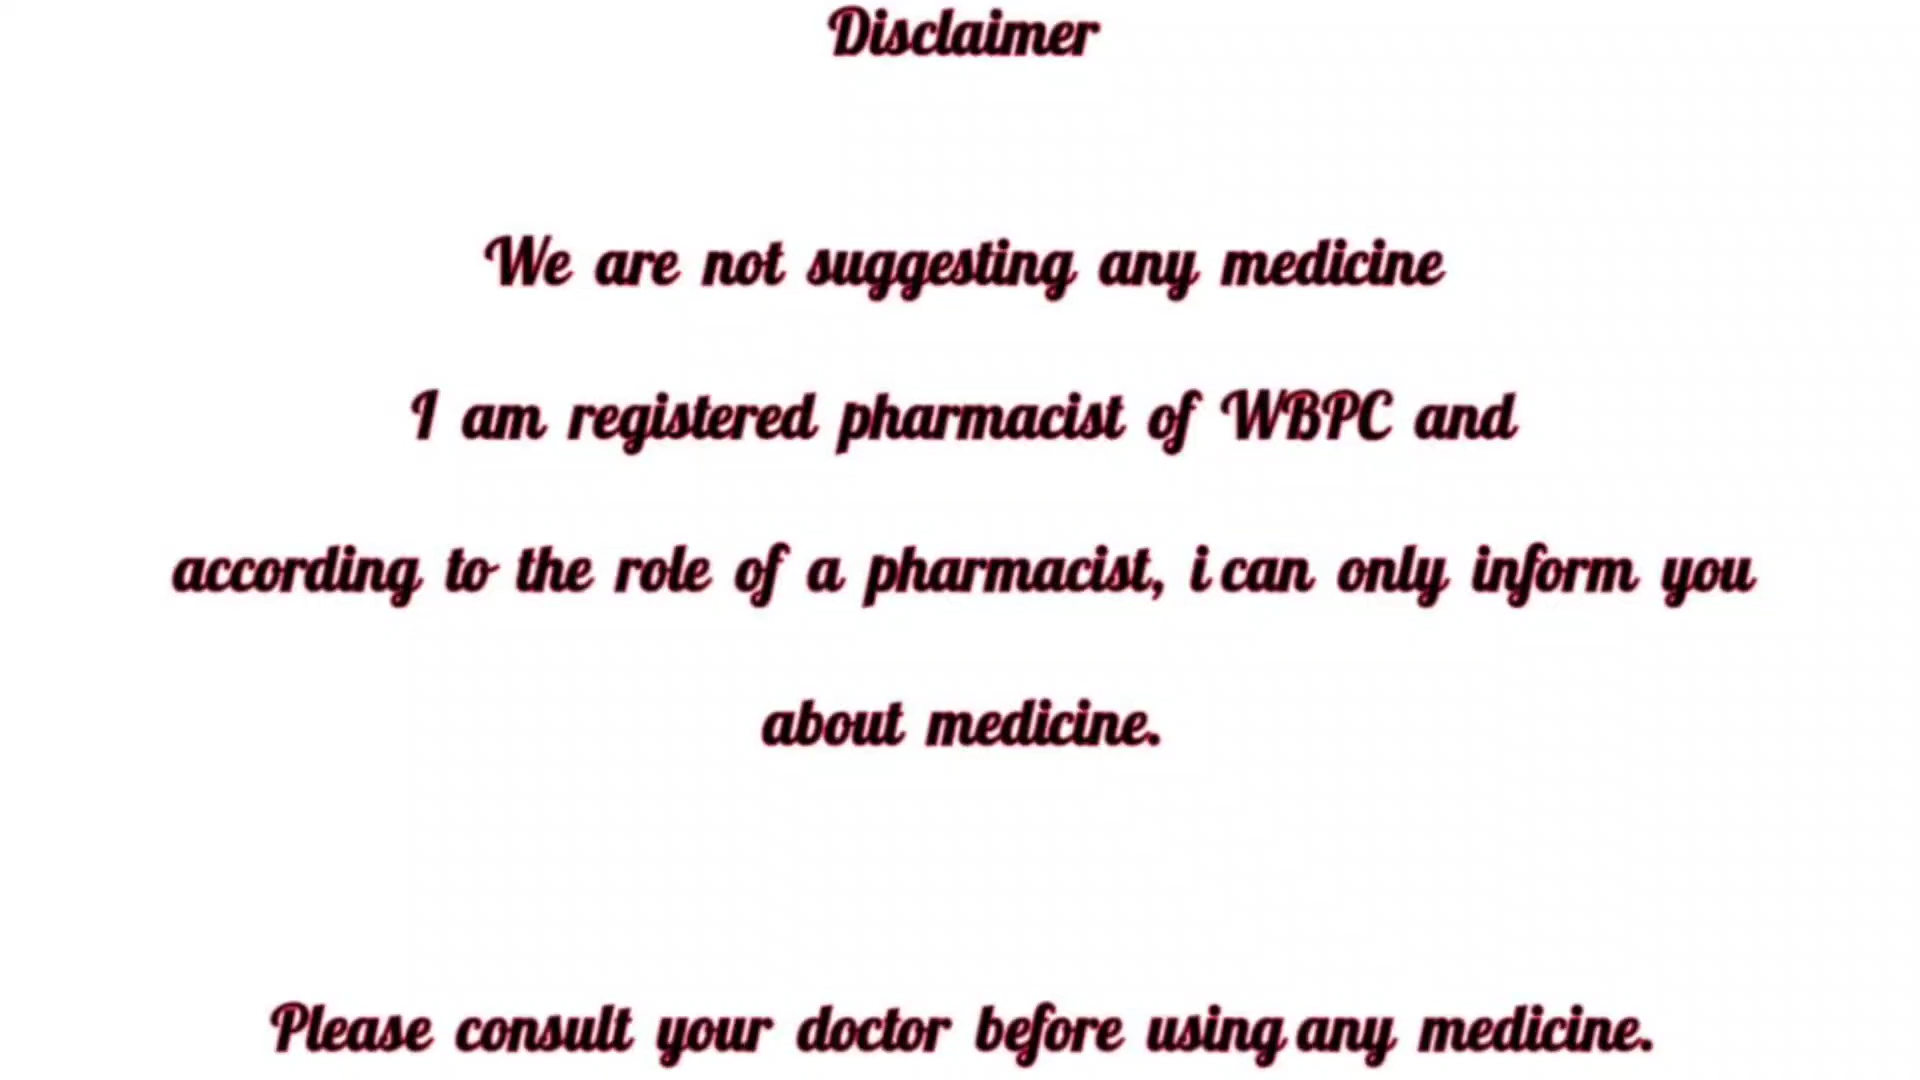 Disclaimer
We are not suggesting any medicine
I am registered pharmacist of WBPC and
according to the role of a pharmacist, i can only inform you
about medicine.
Please consult your doctor before using any medicine.